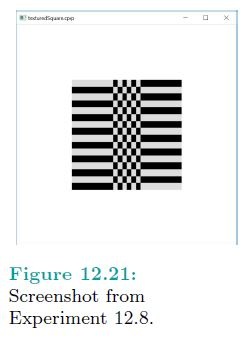 texturedSquare.cpp
Figure 12.21:
Screenshot from
Experiment 12.8.